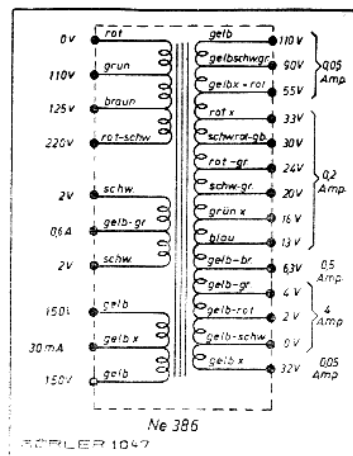 0V rot
110V grün
125V braun
220V rot-schw
2V schw.
0,6A gelb-gr
2V schw.
150V gelb
30mA gelb x
150V gelb
gelb 110V
gelbschwgr. 90V
gelbx-rot 55V
0,05 Amp.
rot x 33V
schwrot-gb. 30V
rot-gr 24V
schw-gr. 20V
grün x 16V
blau 13V
0,2 Amp.
gelb-br. 6,3V
0,5 Amp.
gelb-gr 4V
gelb-rot 2V
gelb-schw 0V
4 Amp
gelb x 32V
0,05 Amp.
Ne 386
GÖRLER 1047